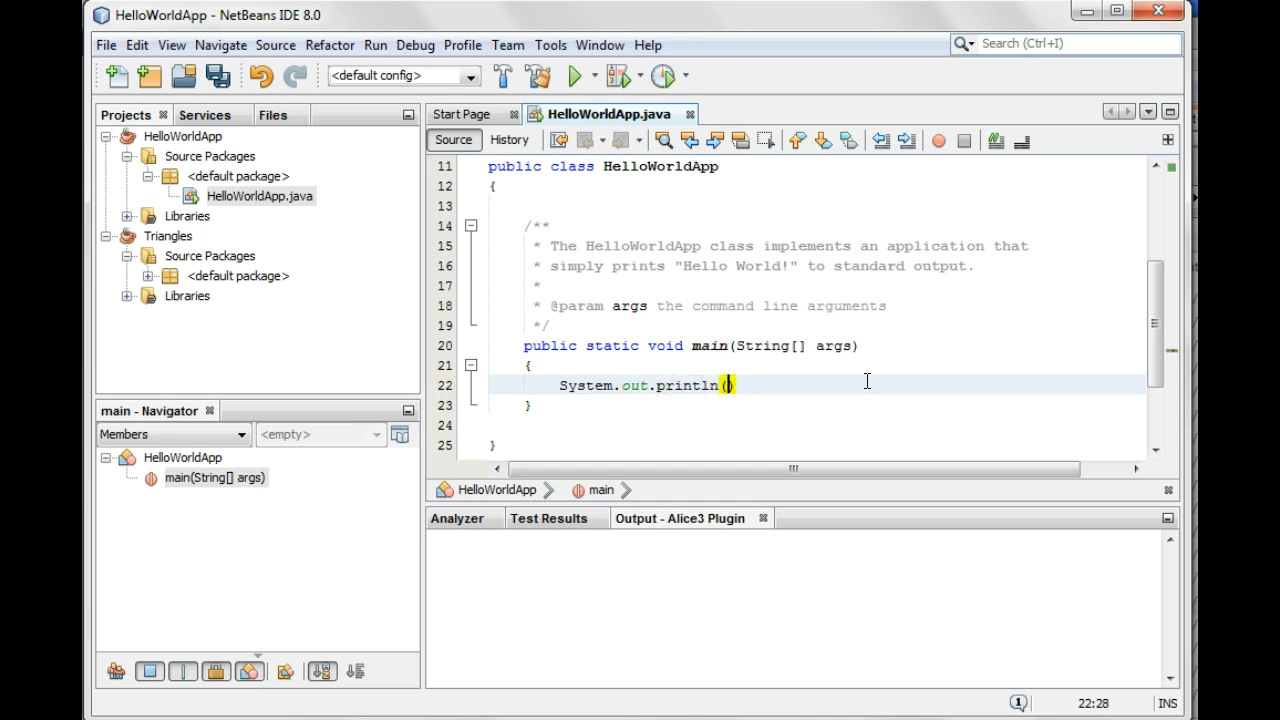 HelloWorldApp - NetBeans IDE 8.0
File Edit View Navigate Source Refactor Run Debug Profile Team Tools Window Help
Search (Ctrl+I)
<default config>
Projects Services Files
HelloWorldApp
Source Packages
<default package>
HelloWorldApp.java
Libraries
Triangles
Source Packages
<default package>
Libraries
main - Navigator
Members <empty>
HelloWorldApp
main(String[] args)
Start Page HelloWorldApp.java
Source History
11 public class HelloWorldApp
12 {
13
14 /**
15 * The HelloWorldApp class implements an application that
16 * simply prints "Hello World!" to standard output.
17 *
18 * @param args the command line arguments
19 */
20 public static void main(String[] args)
21 {
22 System.out.println()
23 }
24
25 }
HelloWorldApp main
Analyzer Test Results Output - Alice3 Plugin
1 22:28 INS